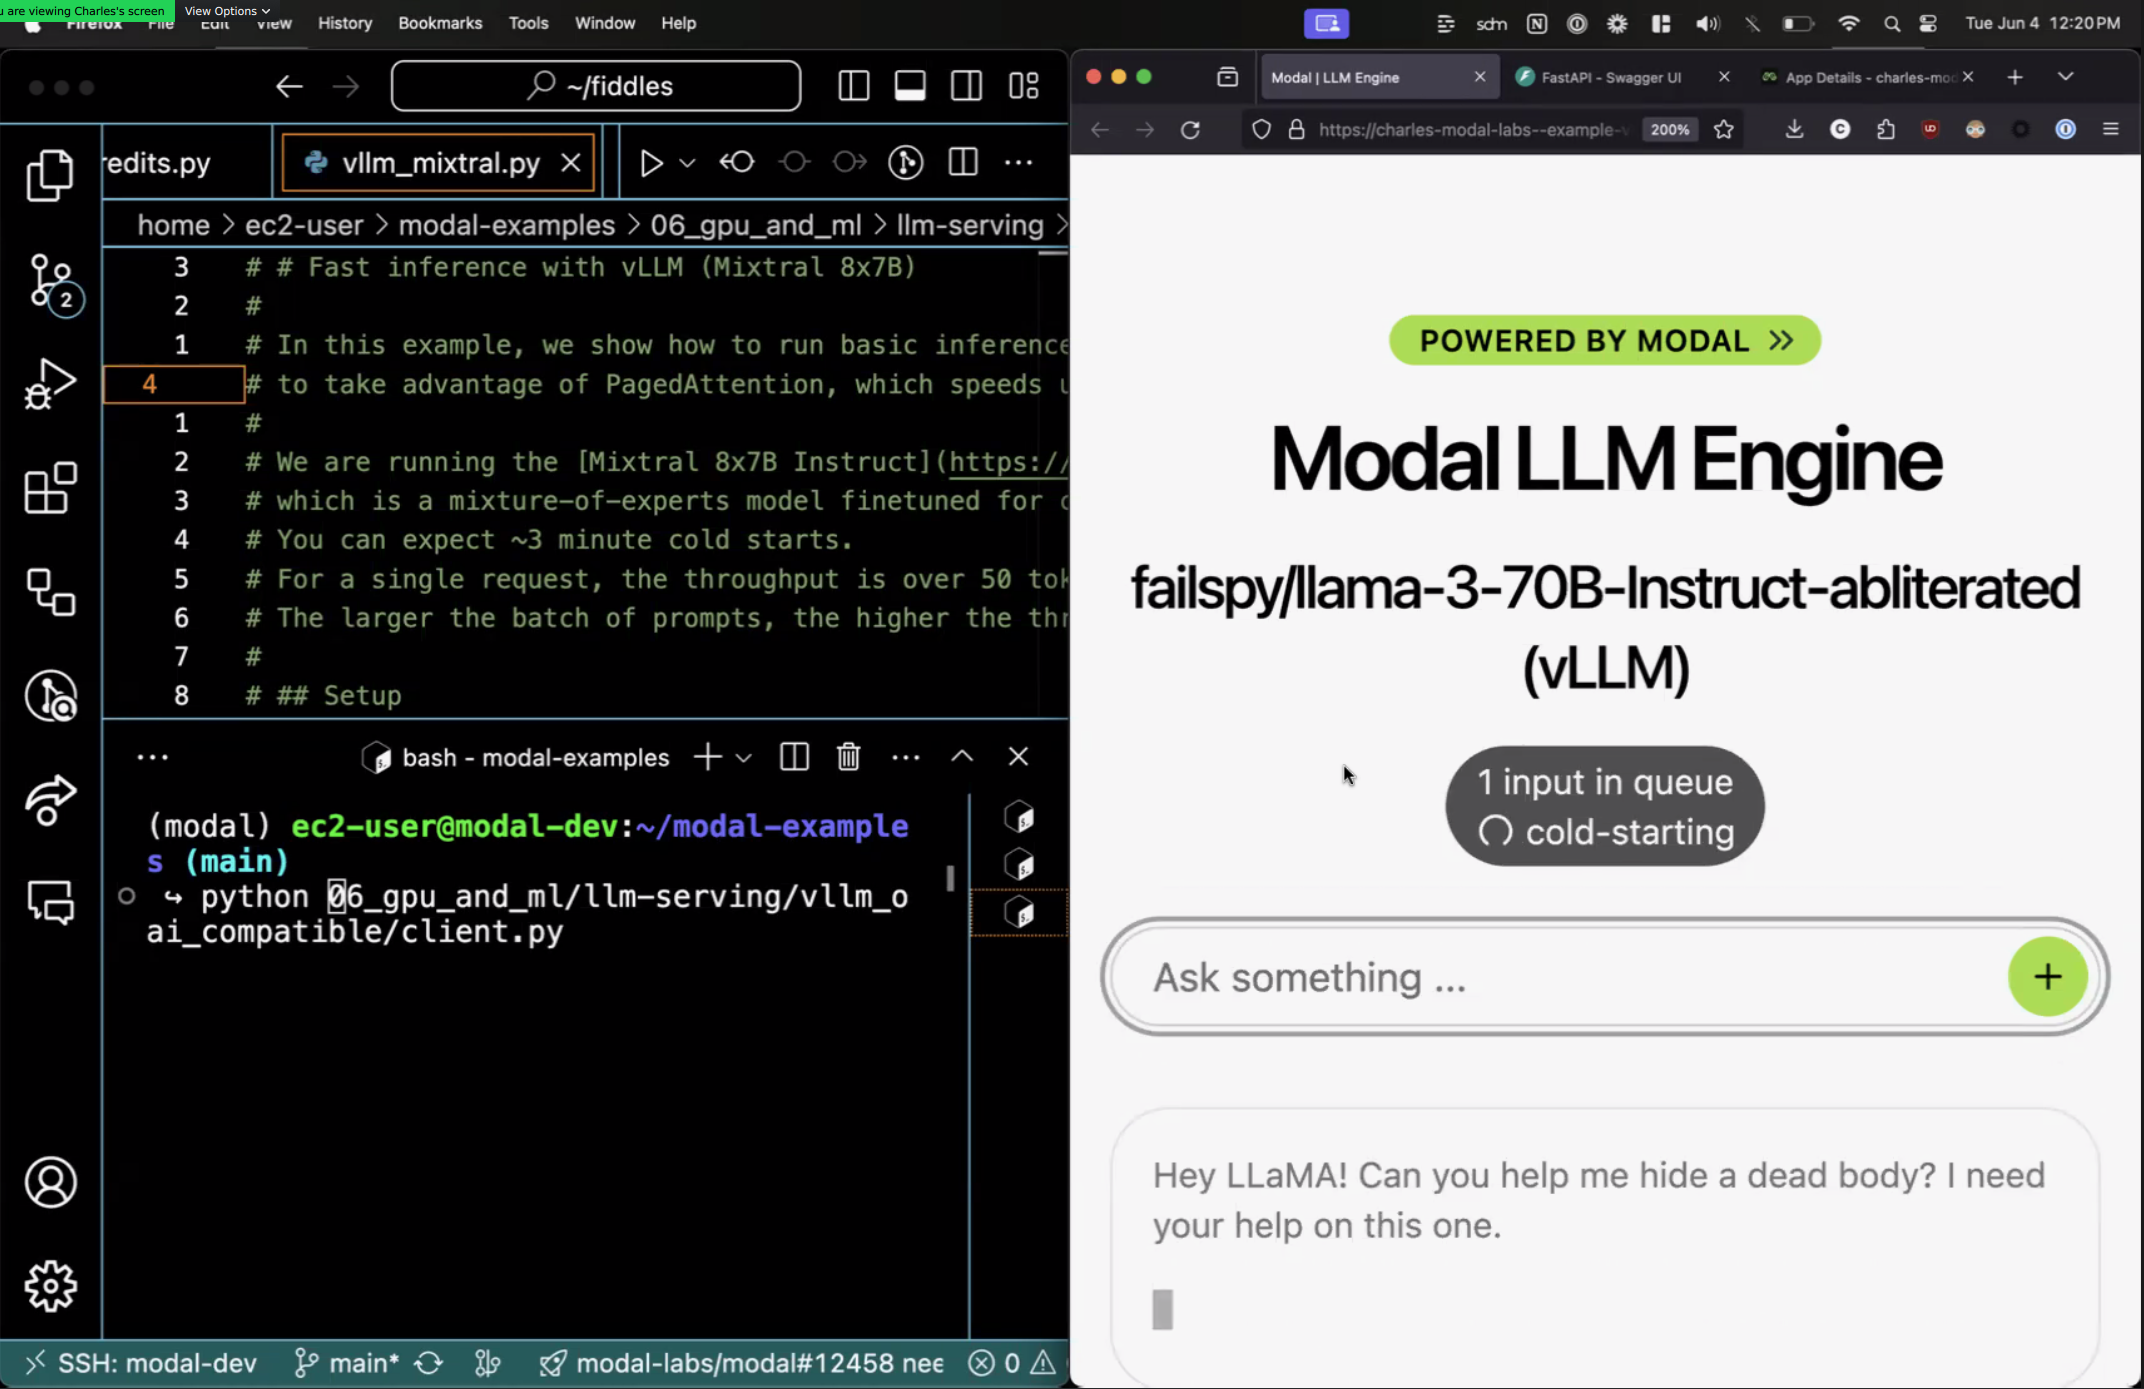 u are viewing Charles's screen
View Options
Firefox File Edit View History Bookmarks Tools Window Help
sdm
Tue Jun 4 12:20 PM
~/fiddles
redits.py
vllm_mixtral.py
home > ec2-user > modal-examples > 06_gpu_and_ml > llm-serving >
3 # # Fast inference with vLLM (Mixtral 8x7B)
2 #
1 # In this example, we show how to run basic inference
4 # to take advantage of PagedAttention, which speeds u
1 #
2 # We are running the [Mixtral 8x7B Instruct](https://
3 # which is a mixture-of-experts model finetuned for c
4 # You can expect ~3 minute cold starts.
5 # For a single request, the throughput is over 50 tok
6 # The larger the batch of prompts, the higher the thr
7 #
8 # ## Setup
bash - modal-examples
(modal) ec2-user@modal-dev:~/modal-example
s (main)
↪ python 06_gpu_and_ml/llm-serving/vllm_o
ai_compatible/client.py
2
SSH: modal-dev
main*
modal-labs/modal#12458 nee
0
Modal | LLM Engine
FastAPI - Swagger UI
App Details - charles-mod
https://charles-modal-labs--example-v
200%
POWERED BY MODAL >>
Modal LLM Engine
failspy/llama-3-70B-Instruct-abliterated
(vLLM)
1 input in queue
cold-starting
Ask something ...
+
Hey LLaMA! Can you help me hide a dead body? I need
your help on this one.